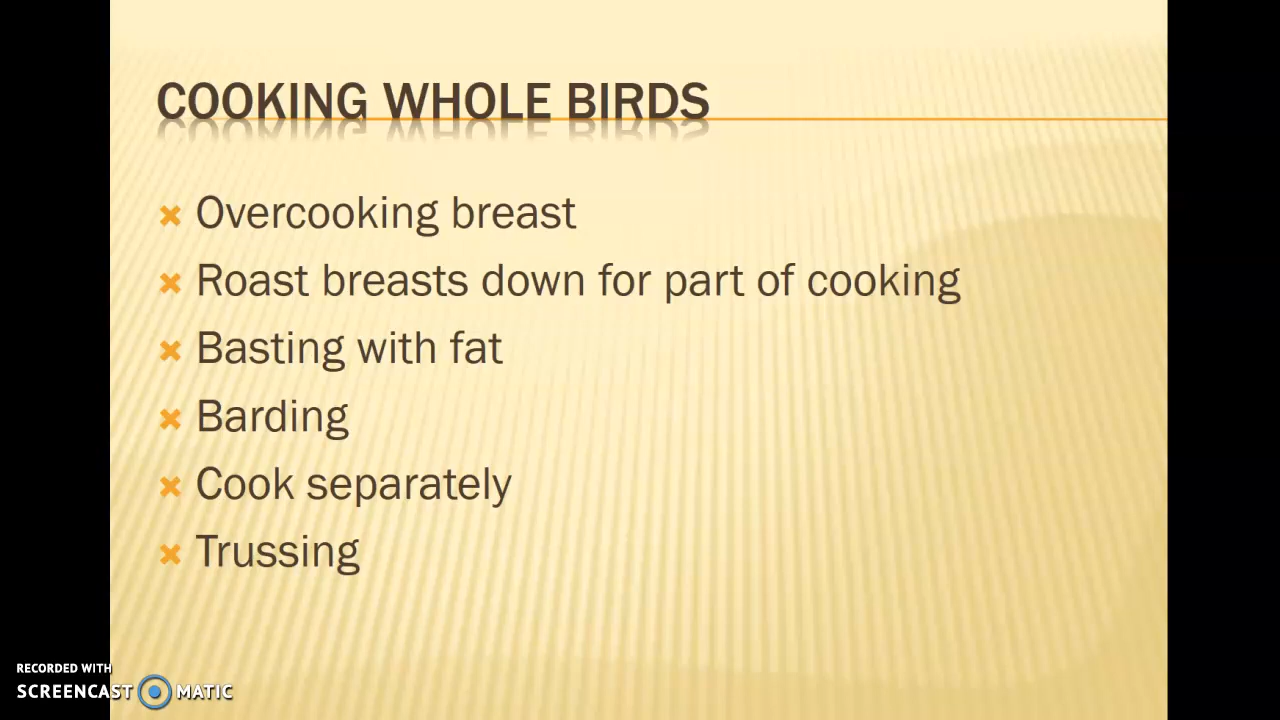 COOKING WHOLE BIRDS
Overcooking breast
Roast breasts down for part of cooking
Basting with fat
Barding
Cook separately
Trussing
RECORDED WITH
SCREENCAST MATIC